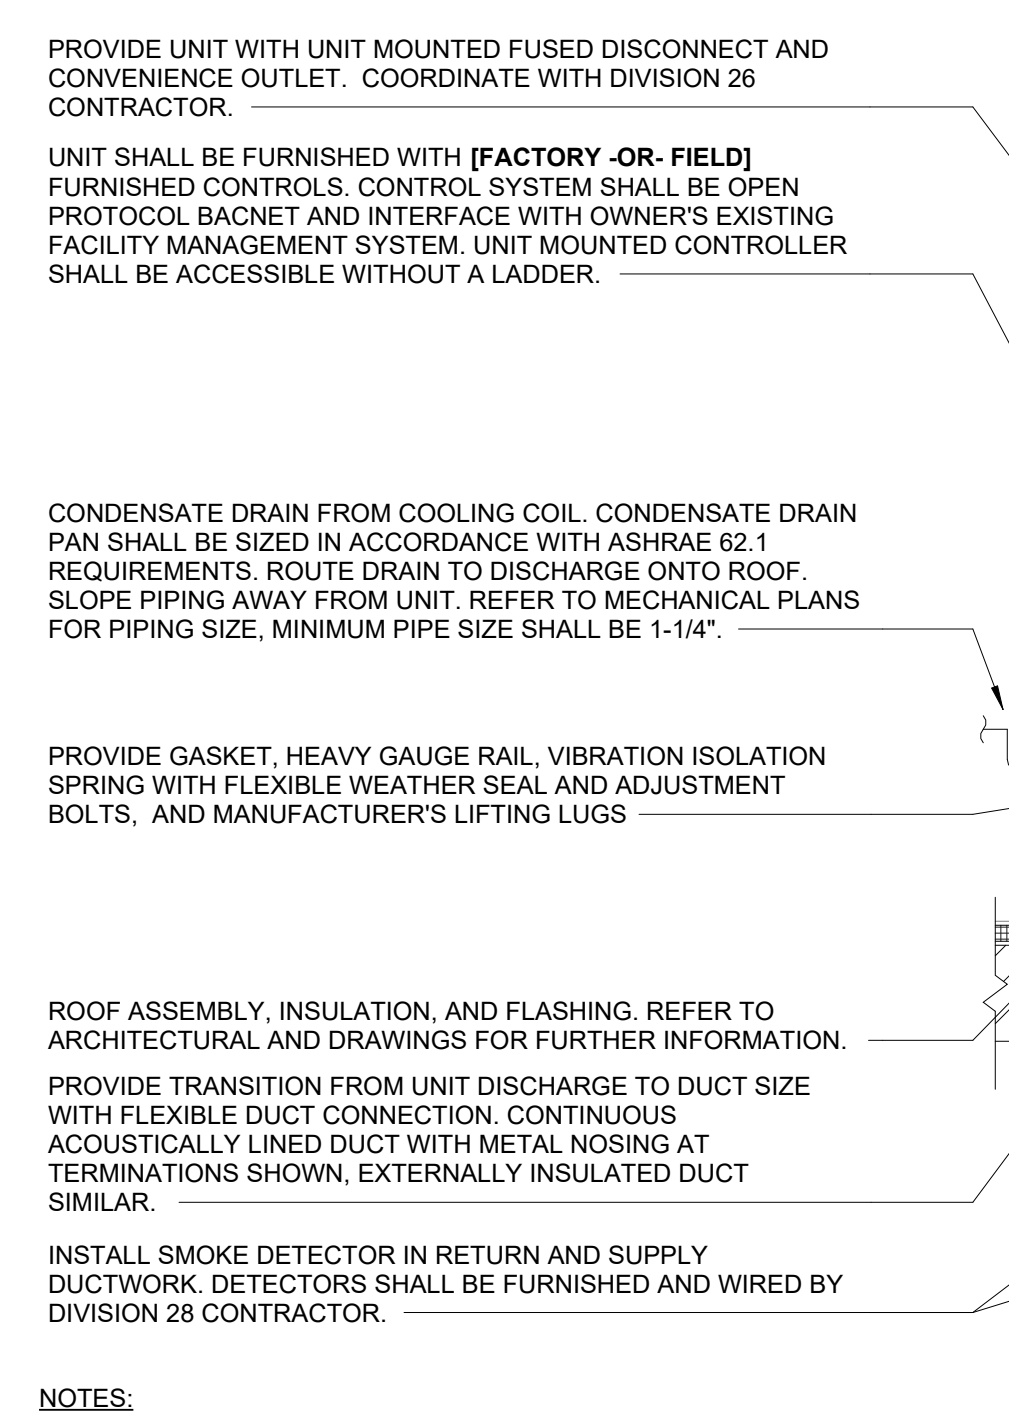 PROVIDE UNIT WITH UNIT MOUNTED FUSED DISCONNECT AND
CONVENIENCE OUTLET.  COORDINATE WITH DIVISION 26
CONTRACTOR.
UNIT SHALL BE FURNISHED WITH [FACTORY -OR- FIELD]
FURNISHED CONTROLS. CONTROL SYSTEM SHALL BE OPEN
PROTOCOL BACNET AND INTERFACE WITH OWNER'S EXISTING
FACILITY MANAGEMENT SYSTEM. UNIT MOUNTED CONTROLLER
SHALL BE ACCESSIBLE WITHOUT A LADDER.
CONDENSATE DRAIN FROM COOLING COIL. CONDENSATE DRAIN
PAN SHALL BE SIZED IN ACCORDANCE WITH ASHRAE 62.1
REQUIREMENTS. ROUTE DRAIN TO DISCHARGE ONTO ROOF.
SLOPE PIPING AWAY FROM UNIT. REFER TO MECHANICAL PLANS
FOR PIPING SIZE, MINIMUM PIPE SIZE SHALL BE 1-1/4".
PROVIDE GASKET, HEAVY GAUGE RAIL, VIBRATION ISOLATION
SPRING WITH FLEXIBLE WEATHER SEAL AND ADJUSTMENT
BOLTS,  AND MANUFACTURER'S LIFTING LUGS
ROOF ASSEMBLY, INSULATION, AND FLASHING. REFER TO
ARCHITECTURAL AND DRAWINGS FOR FURTHER INFORMATION.
PROVIDE TRANSITION FROM UNIT DISCHARGE TO DUCT SIZE
WITH FLEXIBLE DUCT CONNECTION. CONTINUOUS
ACOUSTICALLY LINED DUCT WITH METAL NOSING AT
TERMINATIONS SHOWN, EXTERNALLY INSULATED DUCT
SIMILAR.
INSTALL SMOKE DETECTOR IN RETURN AND SUPPLY
DUCTWORK. DETECTORS SHALL BE FURNISHED AND WIRED BY
DIVISION 28 CONTRACTOR.
NOTES: